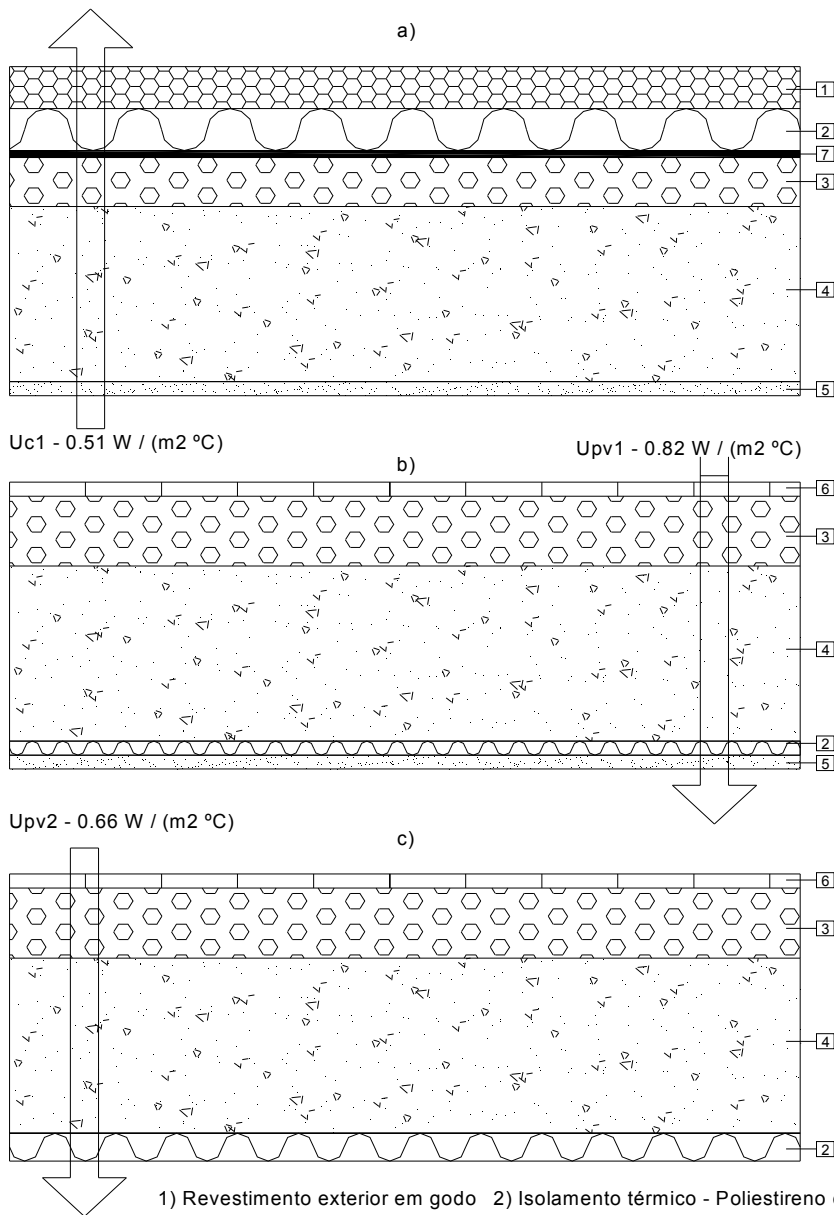 a)
1
2
7
3
4
5
Uc1 - 0.51 W / (m2 ºC)
Upv1 - 0.82 W / (m2 ºC)
b)
6
3
4
2
5
Upv2 - 0.66 W / (m2 ºC)
c)
6
3
4
2
1) Revestimento exterior em godo 2) Isolamento térmico - Poliestireno